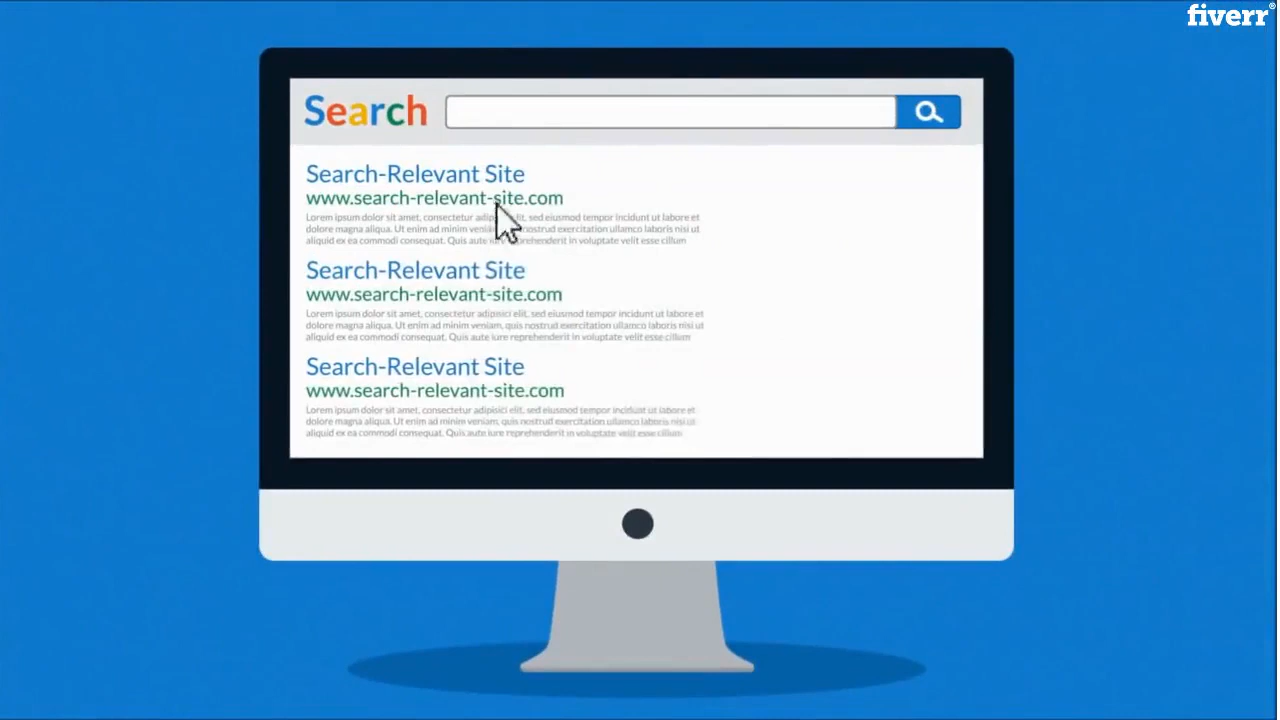 fiverr®
Search
Search-Relevant Site
www.search-relevant-site.com
Lorem ipsum dolor sit amet, consectetur adipisici elit, sed eiusmod tempor incidunt ut labore et
dolore magna aliqua. Ut enim ad minim veniam, nostrud exercitation ullamco laboris nisi ut
aliquid ex ea commodi consequat. Quis aute iure reprehenderit in voluptate velit esse cillum
Search-Relevant Site
www.search-relevant-site.com
Lorem ipsum dolor sit amet, consectetur adipisici elit, sed eiusmod tempor incidunt ut labore et
dolore magna aliqua. Ut enim ad minim veniam, quis nostrud exercitation ullamco laboris nisi ut
aliquid ex ea commodi consequat. Quis aute iure reprehenderit in voluptate velit esse cillum
Search-Relevant Site
www.search-relevant-site.com
Lorem ipsum dolor sit amet, consectetur adipisici elit, sed eiusmod tempor incidunt ut labore et
dolore magna aliqua. Ut enim ad minim veniam, quis nostrud exercitation ullamco laboris nisi ut
aliquid ex ea commodi consequat. Quis aute iure reprehenderit in voluptate velit esse cillum